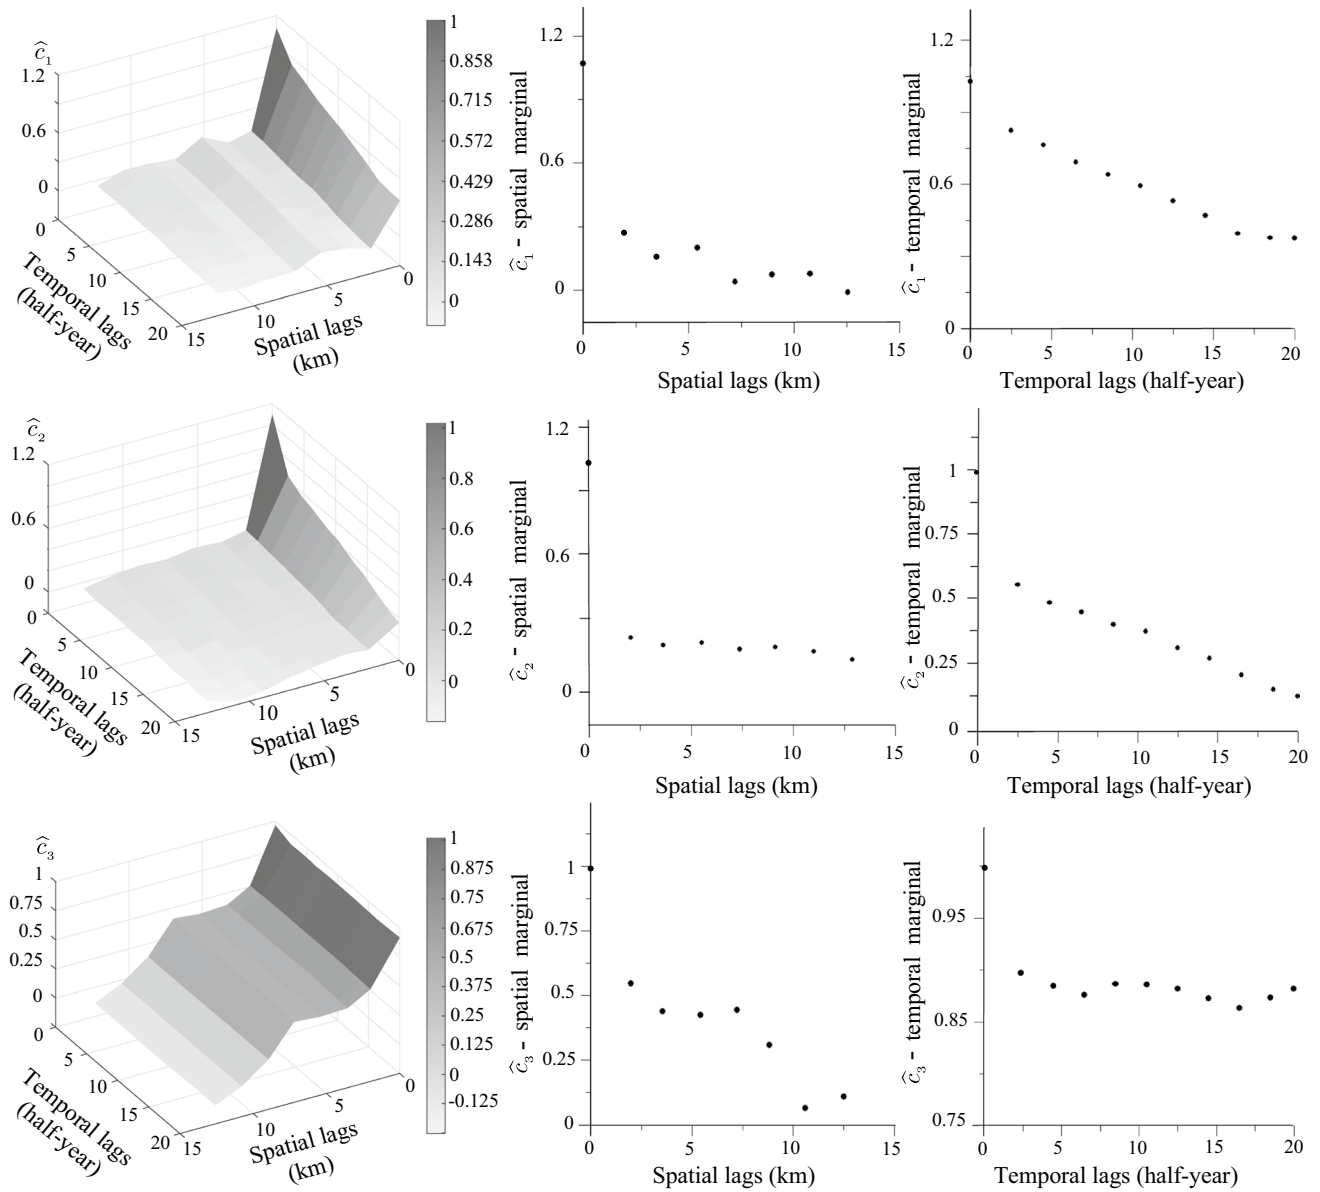 ĉ₁
1.2
0.6
0
0
5
10
15
20
Temporal lags
(half-year)
15
10
5
0
Spatial lags
(km)
1
0.858
0.715
0.572
0.429
0.286
0.143
0
ĉ₁ - spatial marginal
1.2
0.6
0
0 5 10 15
Spatial lags (km)
ĉ₁ - temporal marginal
1.2
0.6
0
0 5 10 15 20
Temporal lags (half-year)
ĉ₂
1.2
0.6
0
0
5
10
15
20
Temporal lags
(half-year)
15
10
5
0
Spatial lags
(km)
1
0.8
0.6
0.4
0.2
0
ĉ₂ - spatial marginal
1.2
0.6
0
0 5 10 15
Spatial lags (km)
ĉ₂ - temporal marginal
1
0.75
0.5
0.25
0
0 5 10 15 20
Temporal lags (half-year)
ĉ₃
1
0.75
0.5
0.25
0
0
5
10
15
20
Temporal lags
(half-year)
15
10
5
0
Spatial lags
(km)
1
0.875
0.75
0.675
0.5
0.375
0.25
0.125
0
-0.125
ĉ₃ - spatial marginal
1
0.75
0.5
0.25
0
0 5 10 15
Spatial lags (km)
ĉ₃ - temporal marginal
0.95
0.85
0.75
0 5 10 15 20
Temporal lags (half-year)